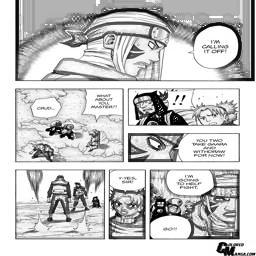 I'M
CALLING
IT OFF!
WHAT
ABOUT
YOU,
MASTER?!
CRUD...
!!
YOU TWO
TAKE GAARA
AND
WITHDRAW
FOR NOW!
Y-YES,
SIR!
I'M
GOING TO
HELP
FIGHT.
GO!!
COLORED
MANGA.COM